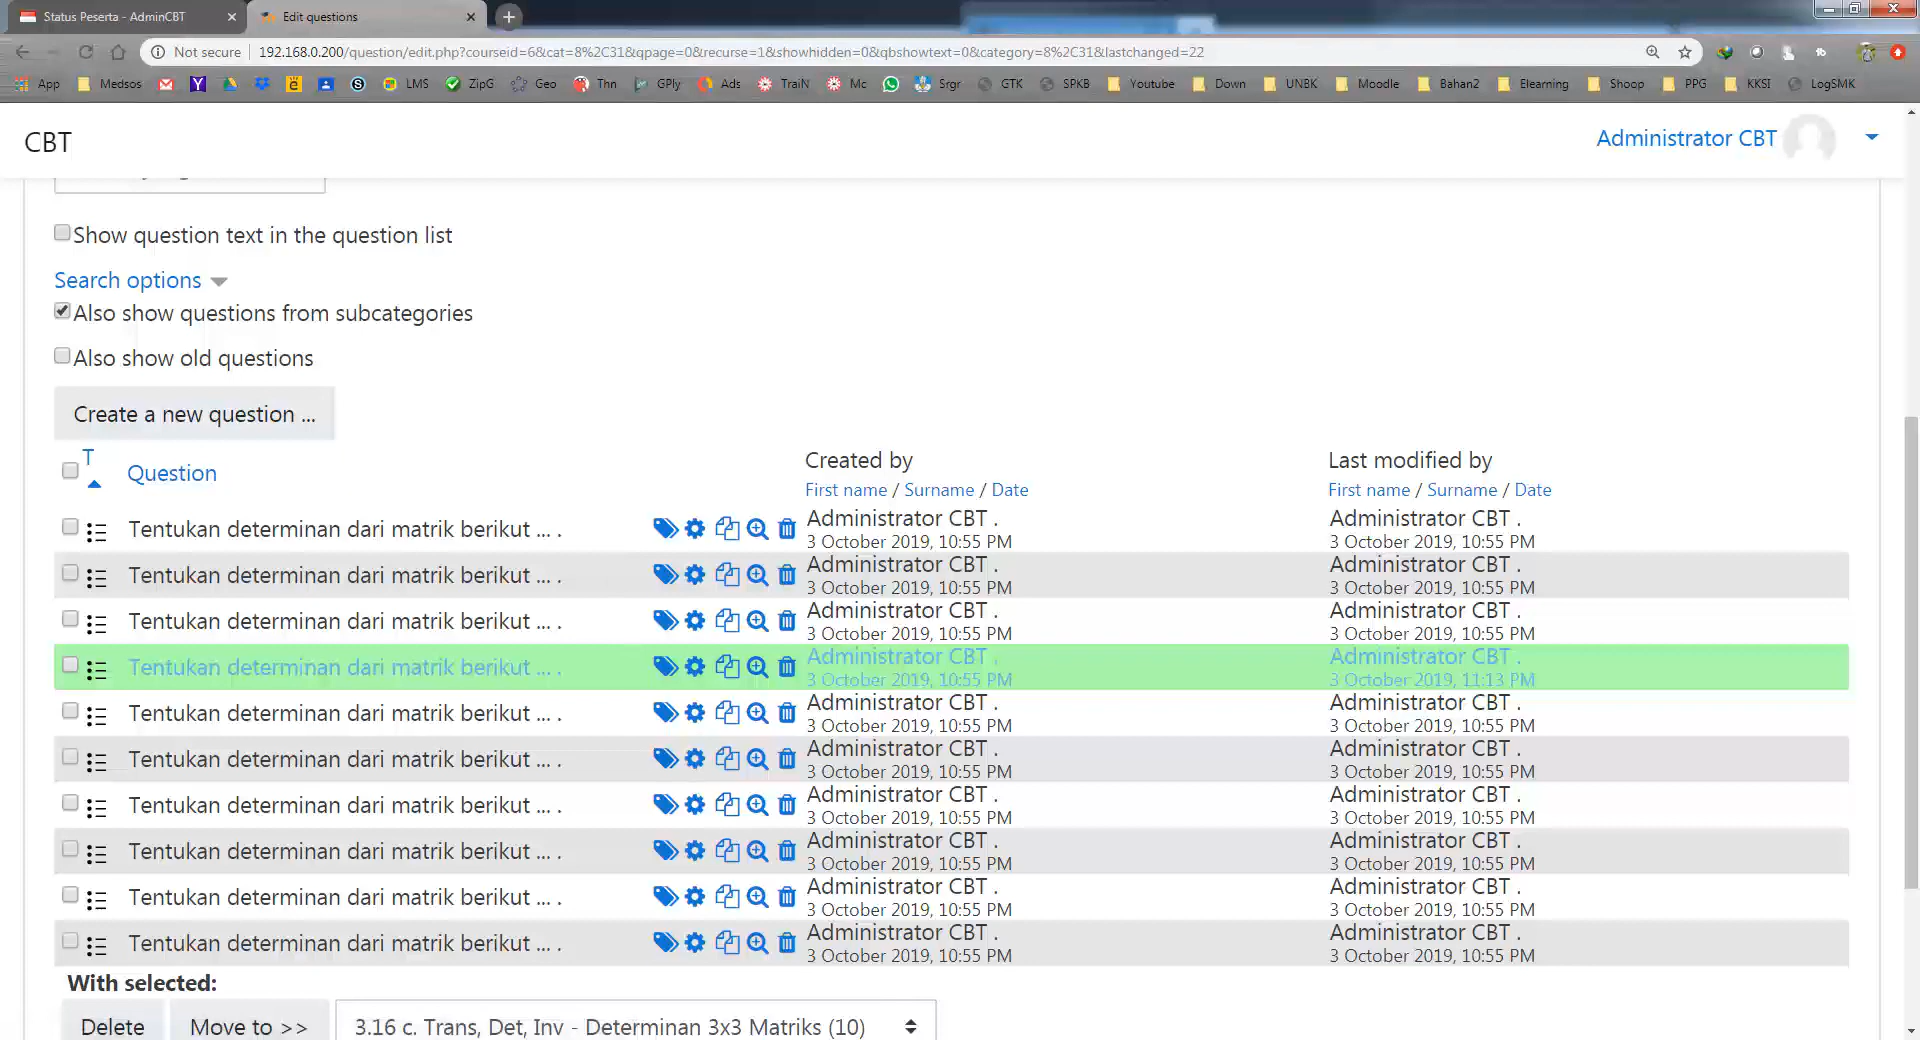 Status Peserta - AdminCBT
Edit questions
Not secure
192.168.0.200/question/edit.php?courseid=6&cat=8%2C31&qpage=0&recurse=1&showhidden=0&qbshowtext=0&category=8%2C31&lastchanged=22
App Medsos LMS ZipG Geo Thn GPly Ads TraiN Mc Srgr GTK SPKB Youtube Down UNBK Moodle Bahan2 Elearning Shoop PPG KKSI LogSMK
CBT
Administrator CBT
Show question text in the question list
Search options
Also show questions from subcategories
Also show old questions
Create a new question ...
T
Question
Created by
First name / Surname / Date
Last modified by
First name / Surname / Date
Tentukan determinan dari matrik berikut ... .
Administrator CBT .
3 October 2019, 10:55 PM
Administrator CBT .
3 October 2019, 10:55 PM
Tentukan determinan dari matrik berikut ... .
Administrator CBT .
3 October 2019, 10:55 PM
Administrator CBT .
3 October 2019, 10:55 PM
Tentukan determinan dari matrik berikut ... .
Administrator CBT .
3 October 2019, 10:55 PM
Administrator CBT .
3 October 2019, 10:55 PM
Tentukan determinan dari matrik berikut ... .
Administrator CBT .
3 October 2019, 10:55 PM
Administrator CBT .
3 October 2019, 11:13 PM
Tentukan determinan dari matrik berikut ... .
Administrator CBT .
3 October 2019, 10:55 PM
Administrator CBT .
3 October 2019, 10:55 PM
Tentukan determinan dari matrik berikut ... .
Administrator CBT .
3 October 2019, 10:55 PM
Administrator CBT .
3 October 2019, 10:55 PM
Tentukan determinan dari matrik berikut ... .
Administrator CBT .
3 October 2019, 10:55 PM
Administrator CBT .
3 October 2019, 10:55 PM
Tentukan determinan dari matrik berikut ... .
Administrator CBT .
3 October 2019, 10:55 PM
Administrator CBT .
3 October 2019, 10:55 PM
Tentukan determinan dari matrik berikut ... .
Administrator CBT .
3 October 2019, 10:55 PM
Administrator CBT .
3 October 2019, 10:55 PM
Tentukan determinan dari matrik berikut ... .
Administrator CBT .
3 October 2019, 10:55 PM
Administrator CBT .
3 October 2019, 10:55 PM
With selected:
Delete
Move to >>
3.16 c. Trans, Det, Inv - Determinan 3x3 Matriks (10)